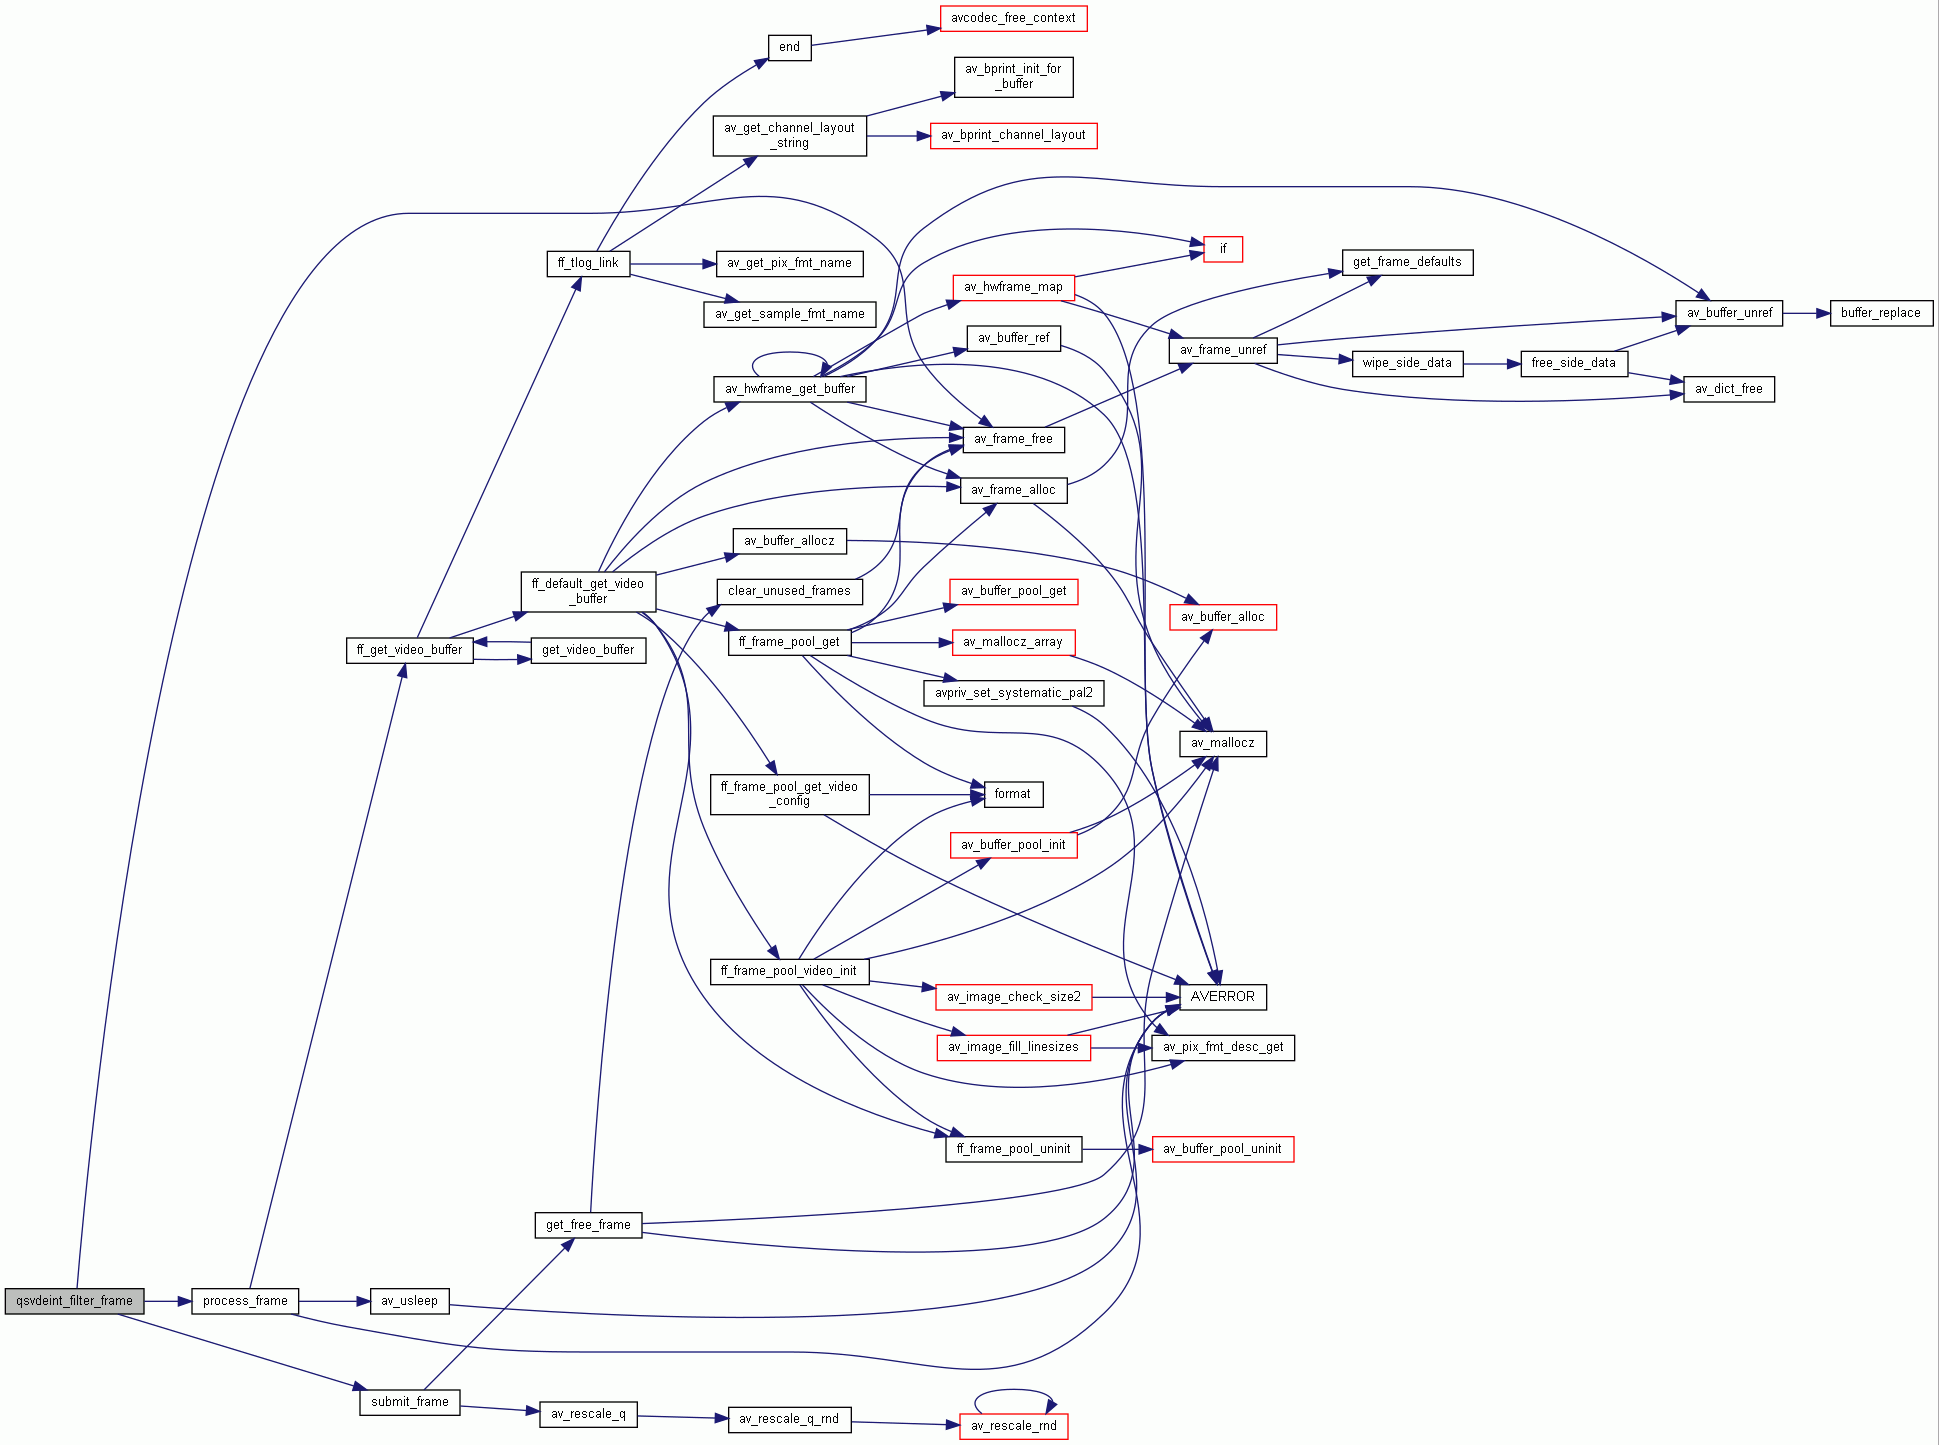 avcodec_free_context
end
av_bprint_init_for
_buffer
av_get_channel_layout
_string
av_bprint_channel_layout
if
ff_tlog_link
av_get_pix_fmt_name
get_frame_defaults
av_hwframe_map
av_get_sample_fmt_name
av_buffer_unref
buffer_replace
av_buffer_ref
av_frame_unref
wipe_side_data
free_side_data
av_hwframe_get_buffer
av_dict_free
av_frame_free
av_frame_alloc
av_buffer_allocz
ff_default_get_video
_buffer
clear_unused_frames
av_buffer_pool_get
av_buffer_alloc
ff_get_video_buffer
get_video_buffer
ff_frame_pool_get
av_mallocz_array
avpriv_set_systematic_pal2
av_mallocz
ff_frame_pool_get_video
_config
format
av_buffer_pool_init
ff_frame_pool_video_init
av_image_check_size2
AVERROR
av_image_fill_linesizes
av_pix_fmt_desc_get
ff_frame_pool_uninit
av_buffer_pool_uninit
get_free_frame
qsvdeint_filter_frame
process_frame
av_usleep
submit_frame
av_rescale_q
av_rescale_q_rnd
av_rescale_rnd